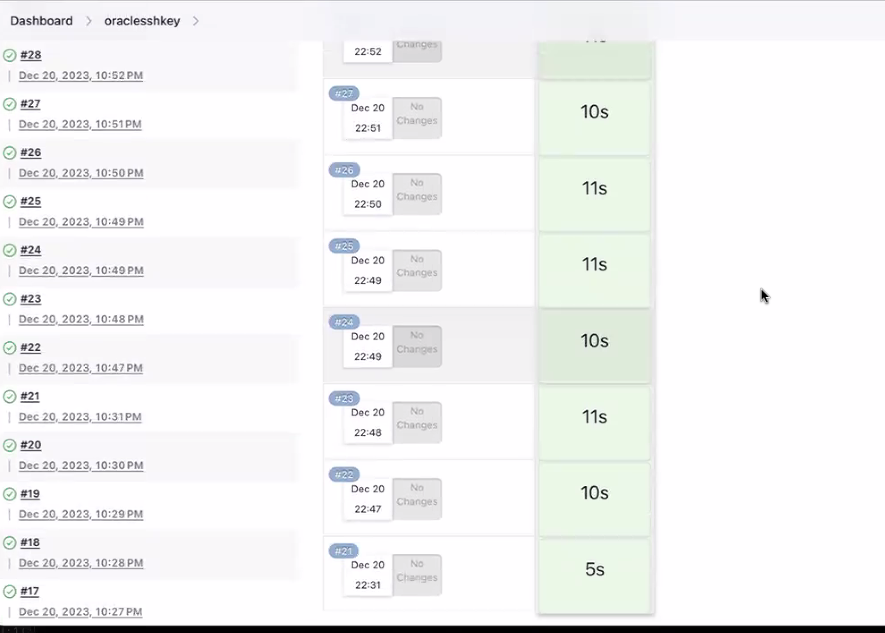 Dashboard > oraclesshkey >
#28
Dec 20, 2023, 10:52 PM
#27
Dec 20, 2023, 10:51 PM
#26
Dec 20, 2023, 10:50 PM
#25
Dec 20, 2023, 10:49 PM
#24
Dec 20, 2023, 10:49 PM
#23
Dec 20, 2023, 10:48 PM
#22
Dec 20, 2023, 10:47 PM
#21
Dec 20, 2023, 10:31 PM
#20
Dec 20, 2023, 10:30 PM
#19
Dec 20, 2023, 10:29 PM
#18
Dec 20, 2023, 10:28 PM
#17
Dec 20, 2023, 10:27 PM
22:52
Changes
#27
Dec 20
22:51
No
Changes
10s
#26
Dec 20
22:50
No
Changes
11s
#25
Dec 20
22:49
No
Changes
11s
#24
Dec 20
22:49
No
Changes
10s
#23
Dec 20
22:48
No
Changes
11s
#22
Dec 20
22:47
No
Changes
10s
#21
Dec 20
22:31
No
Changes
5s